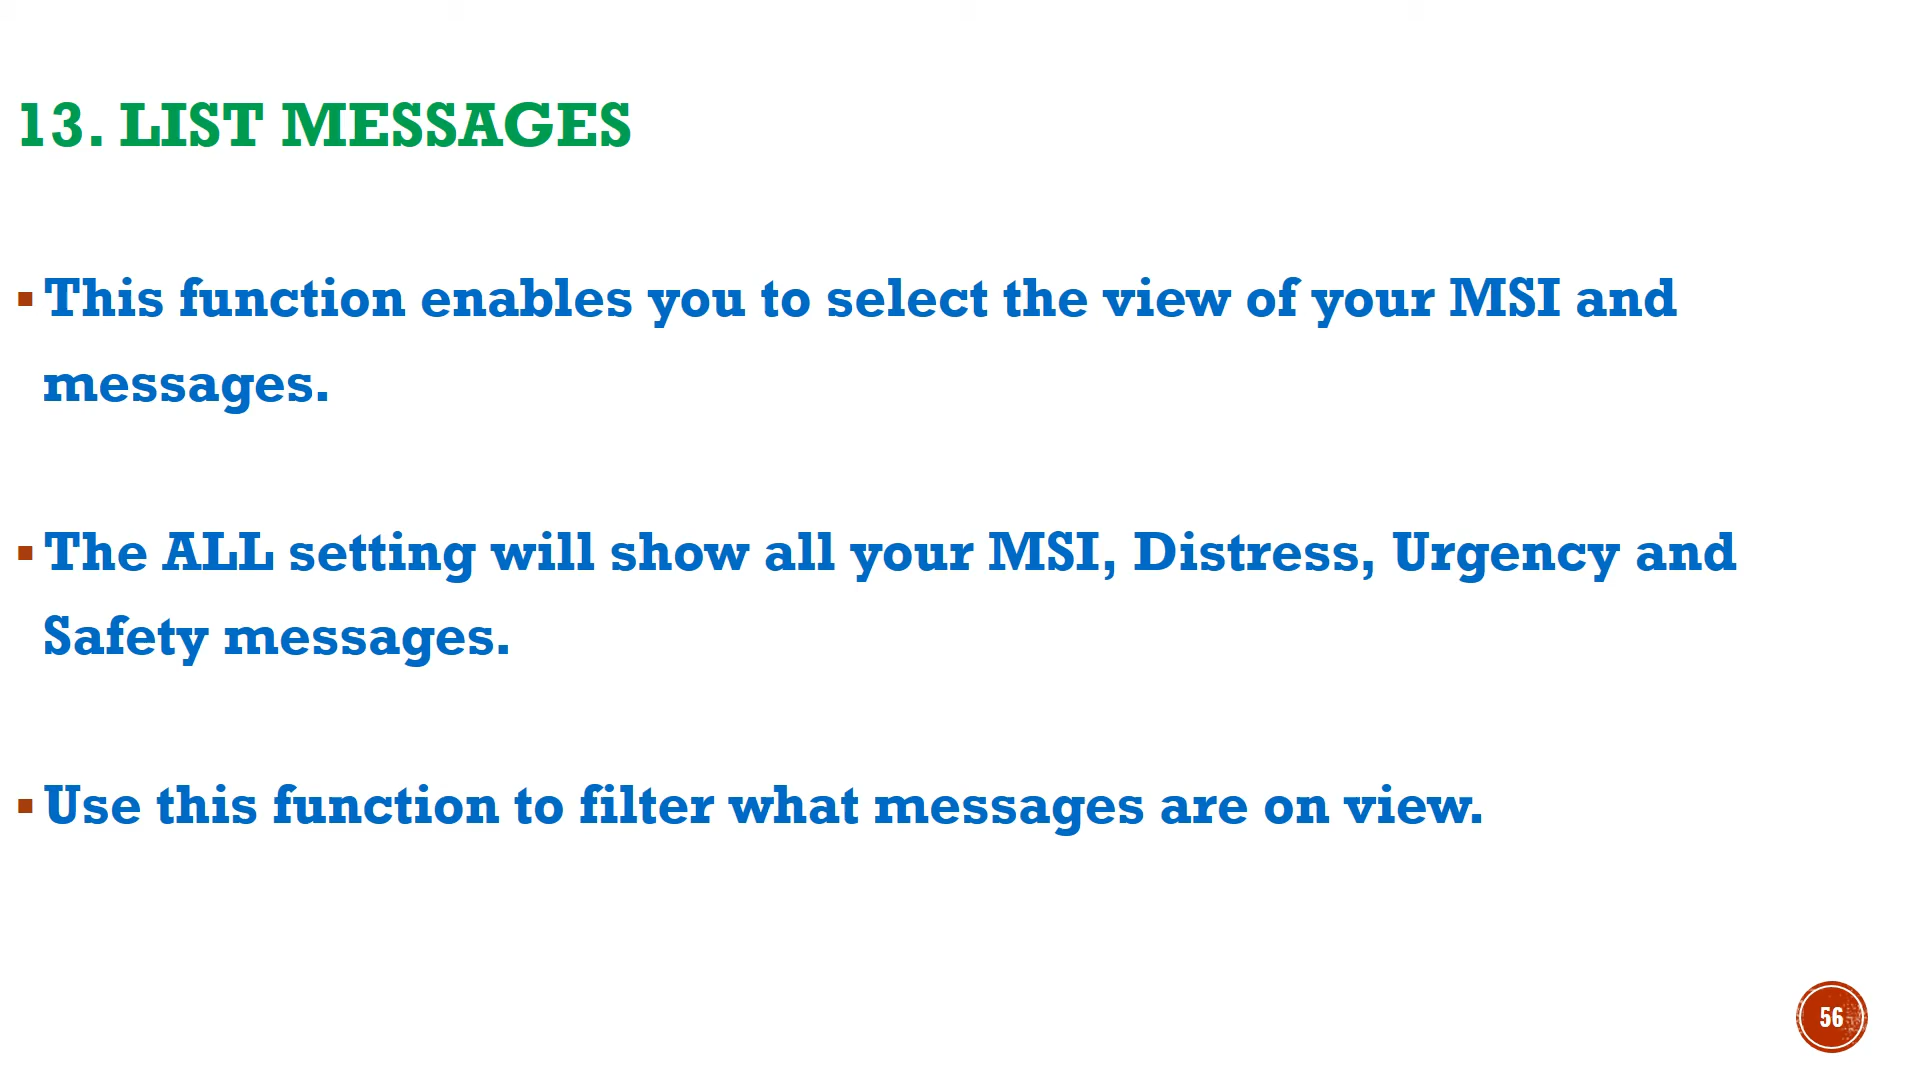 13. LIST MESSAGES
▪ This function enables you to select the view of your MSI and
messages.
▪ The ALL setting will show all your MSI, Distress, Urgency and
Safety messages.
▪ Use this function to filter what messages are on view.
56